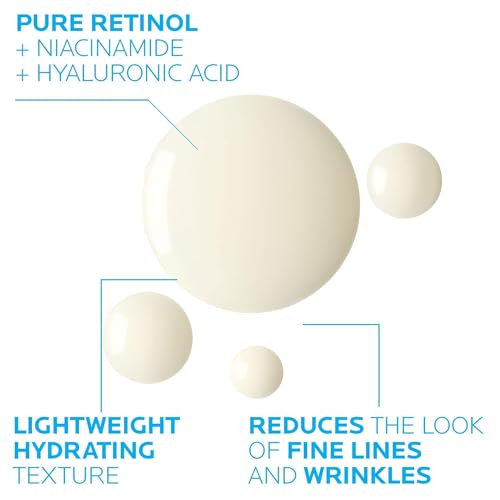 PURE RETINOL
+ NIACINAMIDE
+ HYALURONIC ACID
LIGHTWEIGHT
HYDRATING
TEXTURE
REDUCES THE LOOK
OF FINE LINES
AND WRINKLES